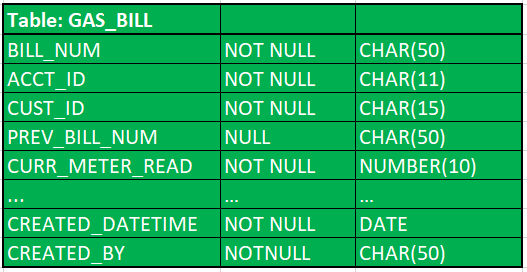 Table: GAS_BILL
BILL_NUM NOT NULL CHAR(50)
ACCT_ID NOT NULL CHAR(11)
CUST_ID NOT NULL CHAR(15)
PREV_BILL_NUM NULL CHAR(50)
CURR_METER_READ NOT NULL NUMBER(10)
... ... ...
CREATED_DATETIME NOT NULL DATE
CREATED_BY NOTNULL CHAR(50)